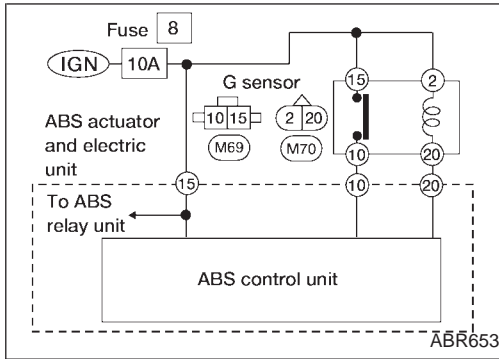 Fuse 8
IGN 10A
G sensor
15 2
10 15
2 20
M69 M70
10 20
ABS actuator
and electric
unit
15 10 20
To ABS
relay unit
ABS control unit
ABR653